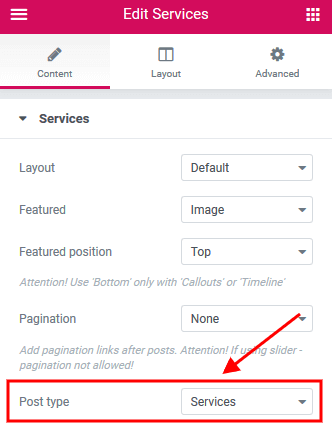 Edit Services
Content Layout Advanced
Services
Layout Default
Featured Image
Featured position Top
Attention! Use 'Bottom' only with 'Callouts' or 'Timeline'
Pagination None
Add pagination links after posts. Attention! If using slider -
pagination not allowed!
Post type Services